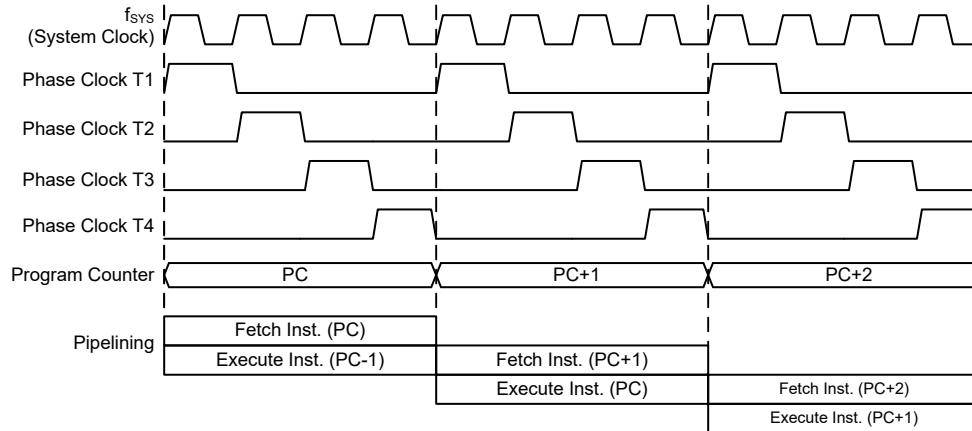 fSYS
(System Clock)
Phase Clock T1
Phase Clock T2
Phase Clock T3
Phase Clock T4
Program Counter PC PC+1 PC+2
Pipelining
Fetch Inst. (PC)
Execute Inst. (PC-1) Fetch Inst. (PC+1)
Execute Inst. (PC) Fetch Inst. (PC+2)
Execute Inst. (PC+1)